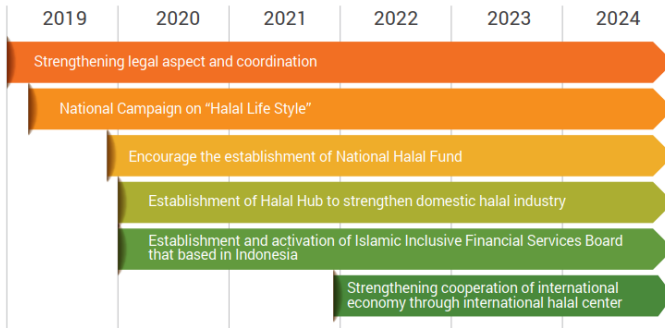 2019 2020 2021 2022 2023 2024
Strengthening legal aspect and coordination
National Campaign on “Halal Life Style”
Encourage the establishment of National Halal Fund
Establishment of Halal Hub to strengthen domestic halal industry
Establishment and activation of Islamic Inclusive Financial Services Board
that based in Indonesia
Strengthening cooperation of international
economy through international halal center